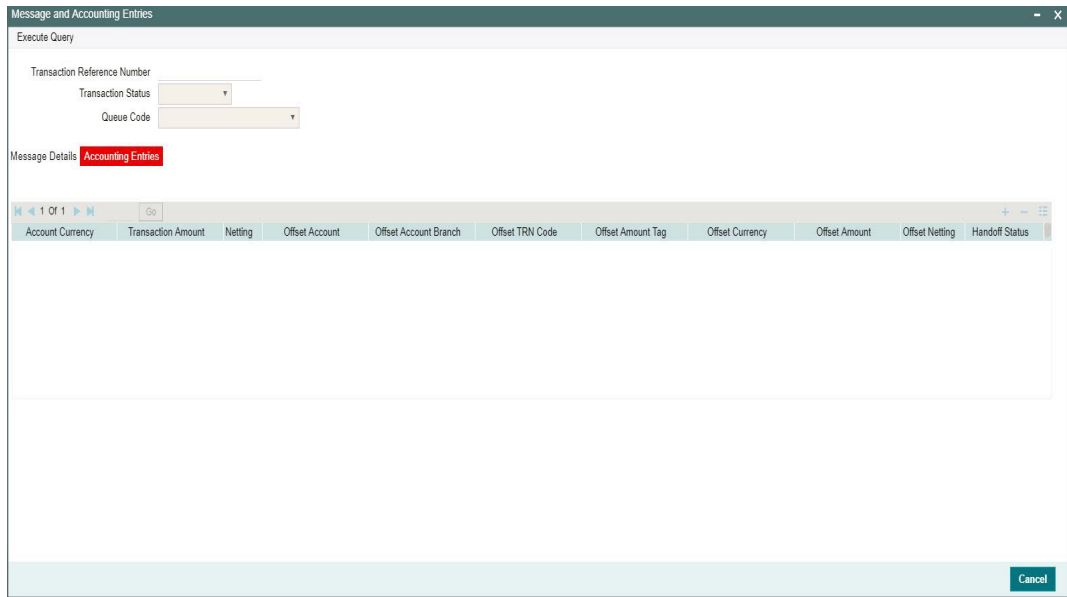 Message and Accounting Entries
Execute Query
Transaction Reference Number
Transaction Status
Queue Code
Message Details Accounting Entries
1 Of 1 Go
Account Currency Transaction Amount Netting Offset Account Offset Account Branch Offset TRN Code Offset Amount Tag Offset Currency Offset Amount Offset Netting Handoff Status
Cancel